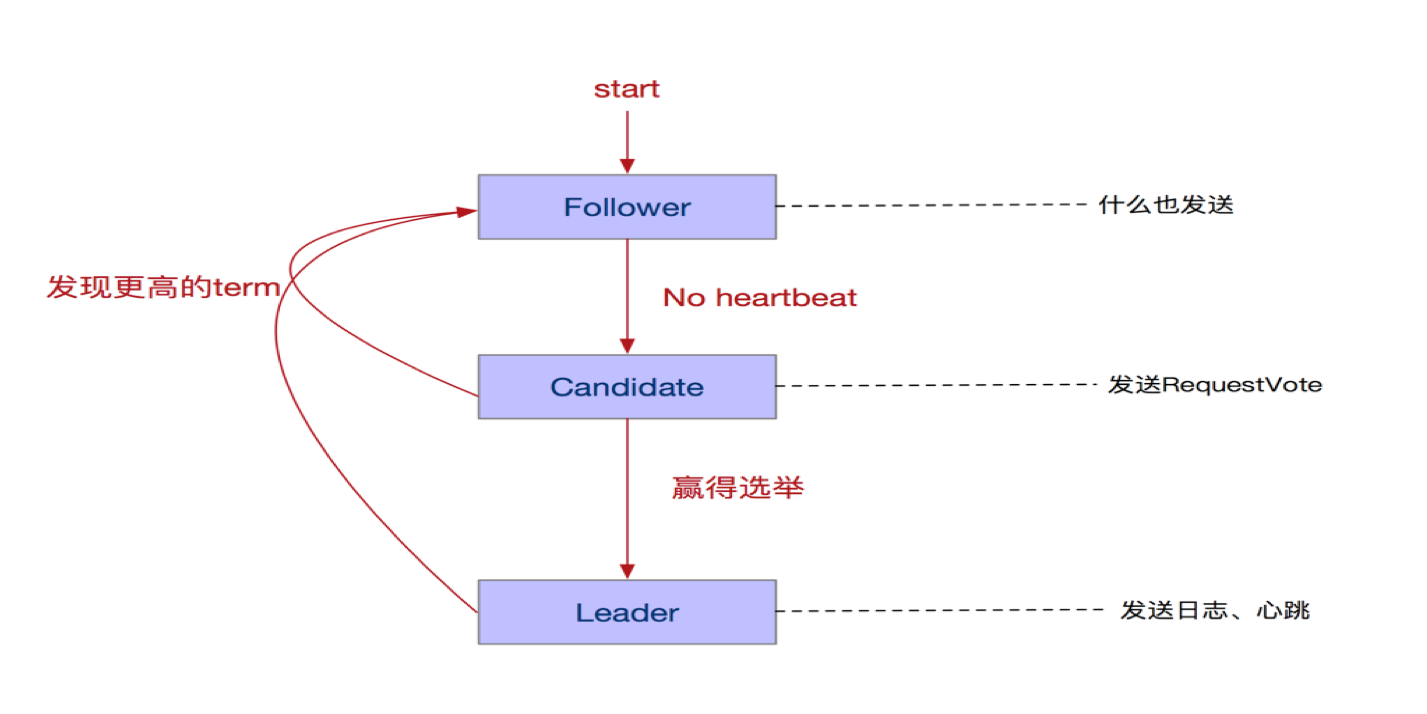 start
Follower
什么也发送
发现更高的term
No heartbeat
Candidate
发送RequestVote
赢得选举
Leader
发送日志、心跳